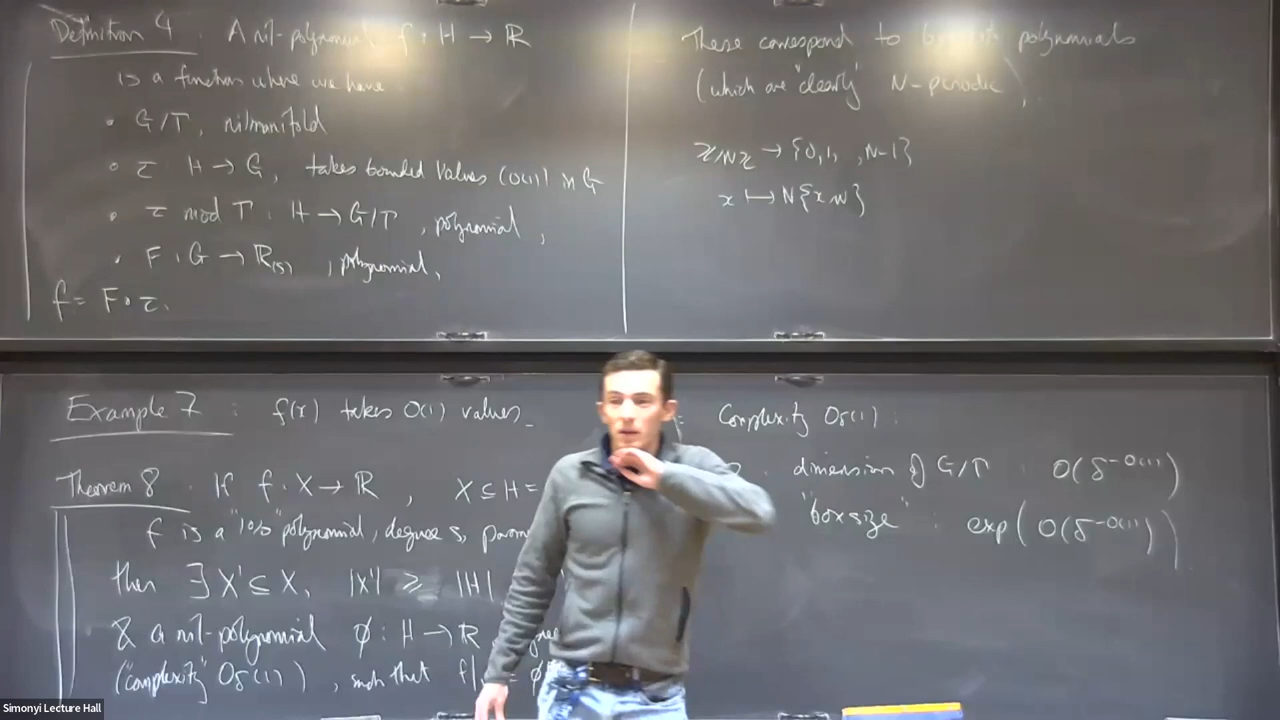 Definition 4 : A nil-polynomial f : H → ℝ
is a function where we have
• G/Γ, nilmanifold
• τ : H → G, takes bounded values (O(1)) in G
• τ mod Γ : H → G/Γ, polynomial,
• F : G → ℝ(s), polynomial,
f = F∘τ.
These correspond to polynomials
(which are "clearly" N-periodic),
ℤ/Nℤ → {0,1, ,N-1}
x ↦ N{x/N}
Example 7 : f(x) takes O(1) values.
Theorem 8 . If f : X → ℝ, X ⊆ H =
f is a "10%" polynomial, degree s,
then ∃ X' ⊆ X, |X'| ≥ |H|
& a nil-polynomial ϕ : H → ℝ
("complexity" Oδ(1)), such that
Complexity Oδ(1) :
dimension of G/Γ : O(δ^{-O(1)})
"box size" : exp(O(δ^{-O(1)}))
Simonyi Lecture Hall